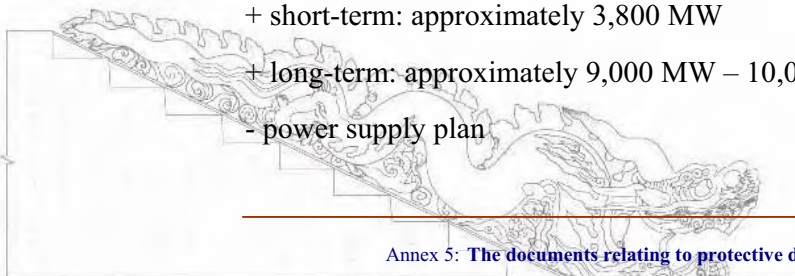 + short-term: approximately 3,800 MW
+ long-term: approximately 9,000 MW – 10,0
- power supply plan
Annex 5: The documents relating to protective d